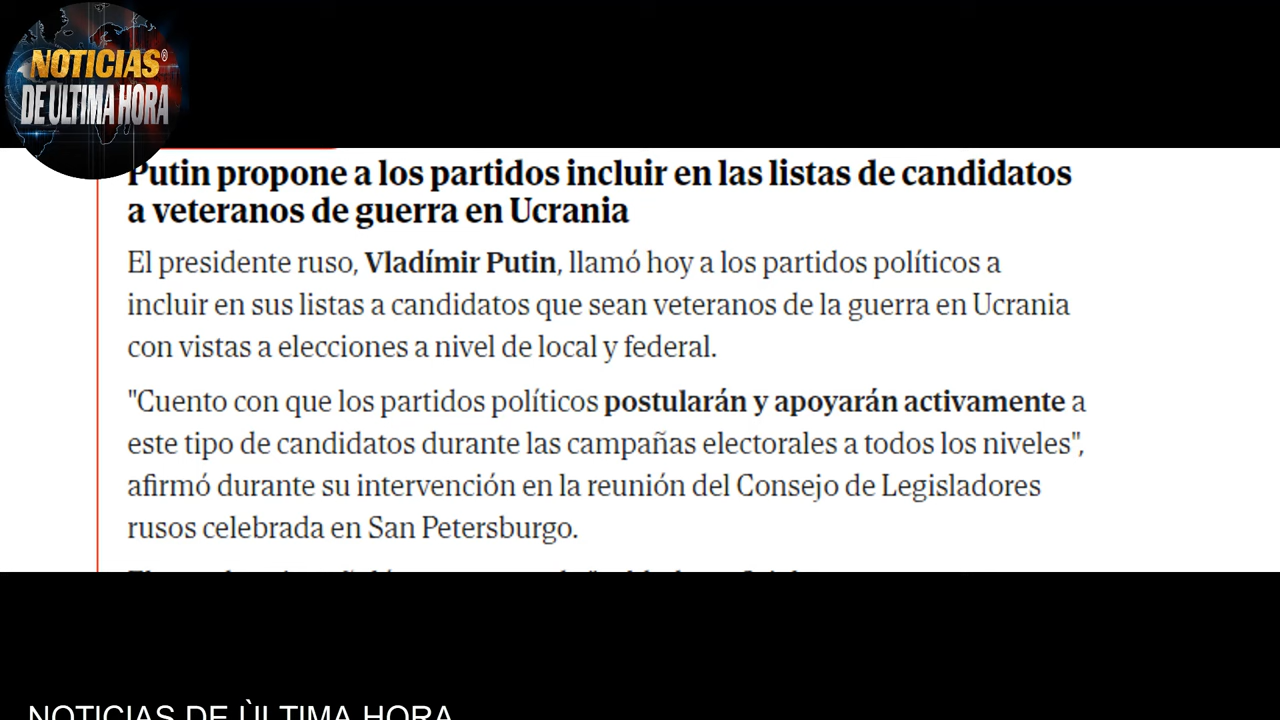 NOTICIAS®
DE ÚLTIMA HORA
Putin propone a los partidos incluir en las listas de candidatos
a veteranos de guerra en Ucrania
El presidente ruso, Vladímir Putin, llamó hoy a los partidos políticos a
incluir en sus listas a candidatos que sean veteranos de la guerra en Ucrania
con vistas a elecciones a nivel de local y federal.
"Cuento con que los partidos políticos postularán y apoyarán activamente a
este tipo de candidatos durante las campañas electorales a todos los niveles",
afirmó durante su intervención en la reunión del Consejo de Legisladores
rusos celebrada en San Petersburgo.
NOTICIAS DE ÙLTIMA HORA